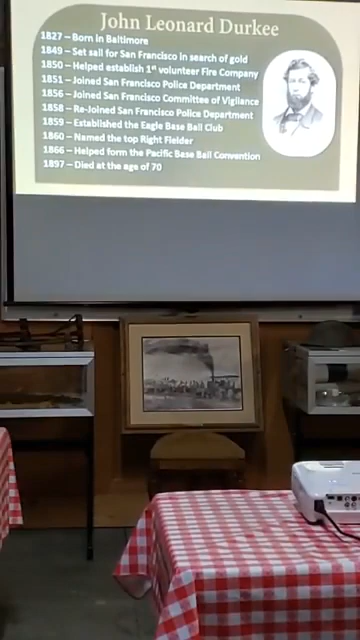 John Leonard Durkee
1827 – Born in Baltimore
1849 - Set sail for San Francisco in search of gold
1850 - Helped establish 1st volunteer Fire Company
1851 - Joined San Francisco Police Department
1856 - Joined San Francisco Committee of Vigilance
1858 - Re-Joined San Francisco Police Department
1859 – Established the Eagle Base Ball Club
1860 – Named the top Right Fielder
1866 – Helped form the Pacific Base Ball Convention
1897 – Died at the age of 70